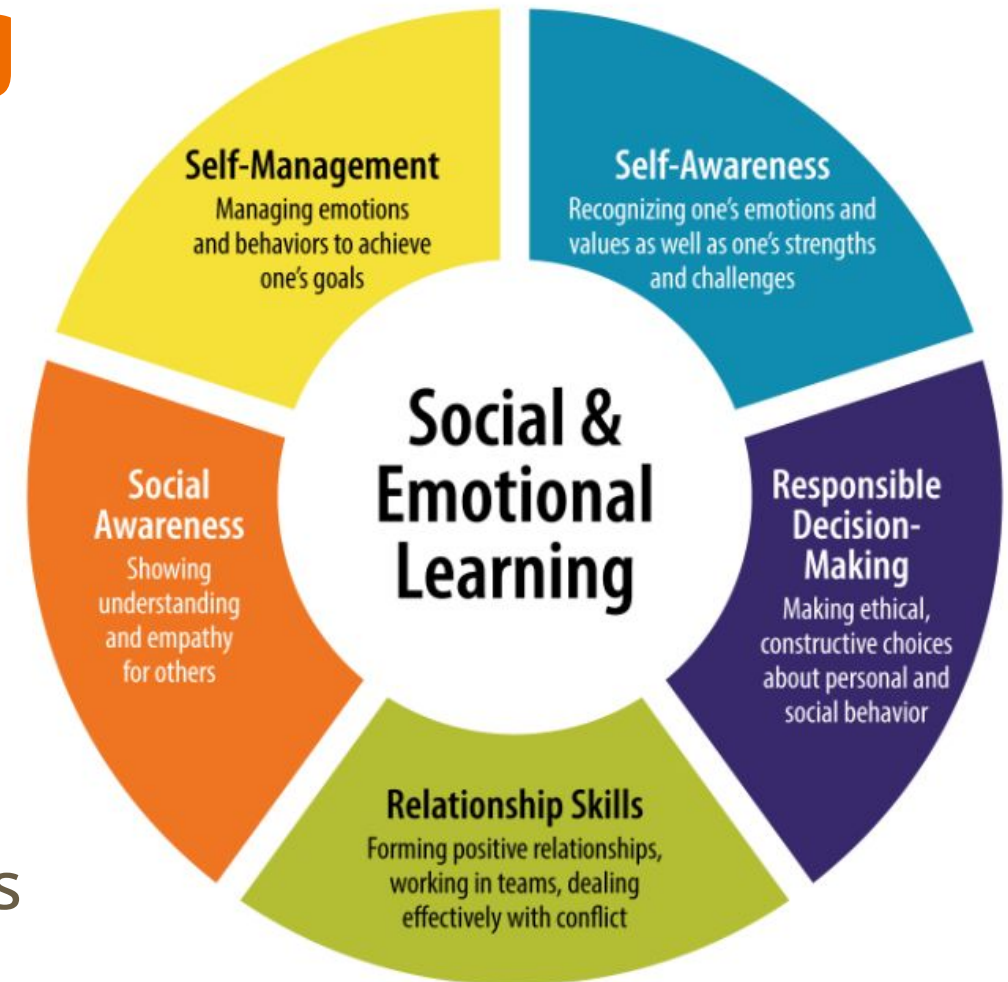 g
Self-Management
Managing emotions
and behaviors to achieve
one's goals
Self-Awareness
Recognizing one's emotions and
values as well as one's strengths
and challenges
Social &
Emotional
Learning
Social
Awareness
Showing
understanding
and empathy
for others
Responsible
Decision-
Making
Making ethical,
constructive choices
about personal and
social behavior
Relationship Skills
Forming positive relationships,
working in teams, dealing
effectively with conflict
s